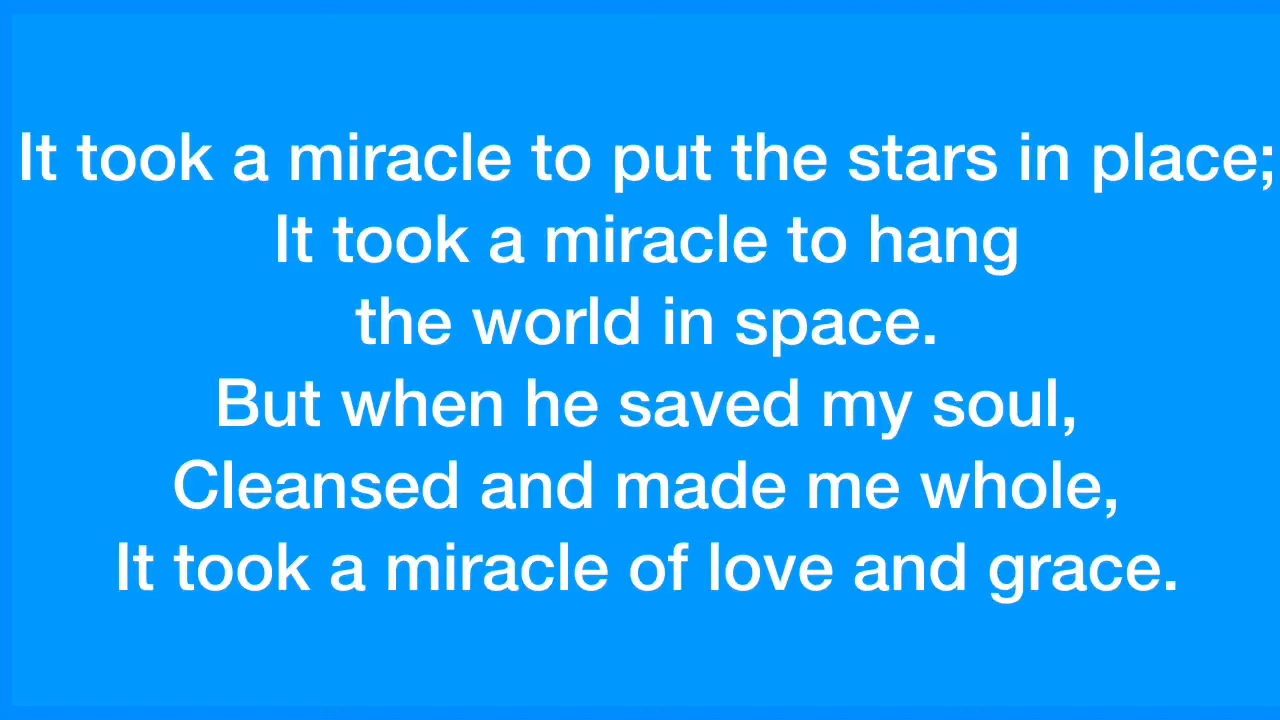 It took a miracle to put the stars in place;
It took a miracle to hang
the world in space.
But when he saved my soul,
Cleansed and made me whole,
It took a miracle of love and grace.